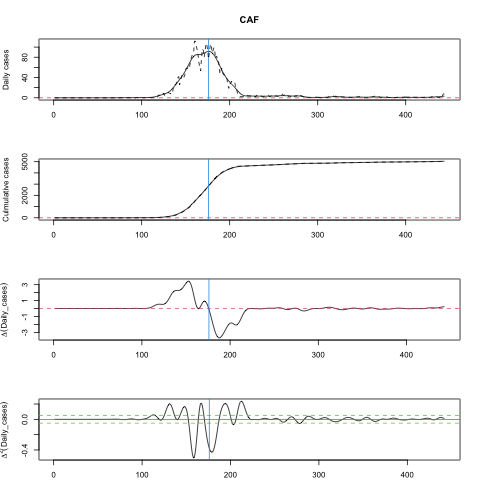 CAF
Daily cases
0 40 80
0 100 200 300 400
Culmulative cases
0 2000 5000
0 100 200 300 400
Δ(Daily_cases)
-3 -1 1 3
0 100 200 300 400
Δ²(Daily_cases)
-0.4 0.0
0 100 200 300 400